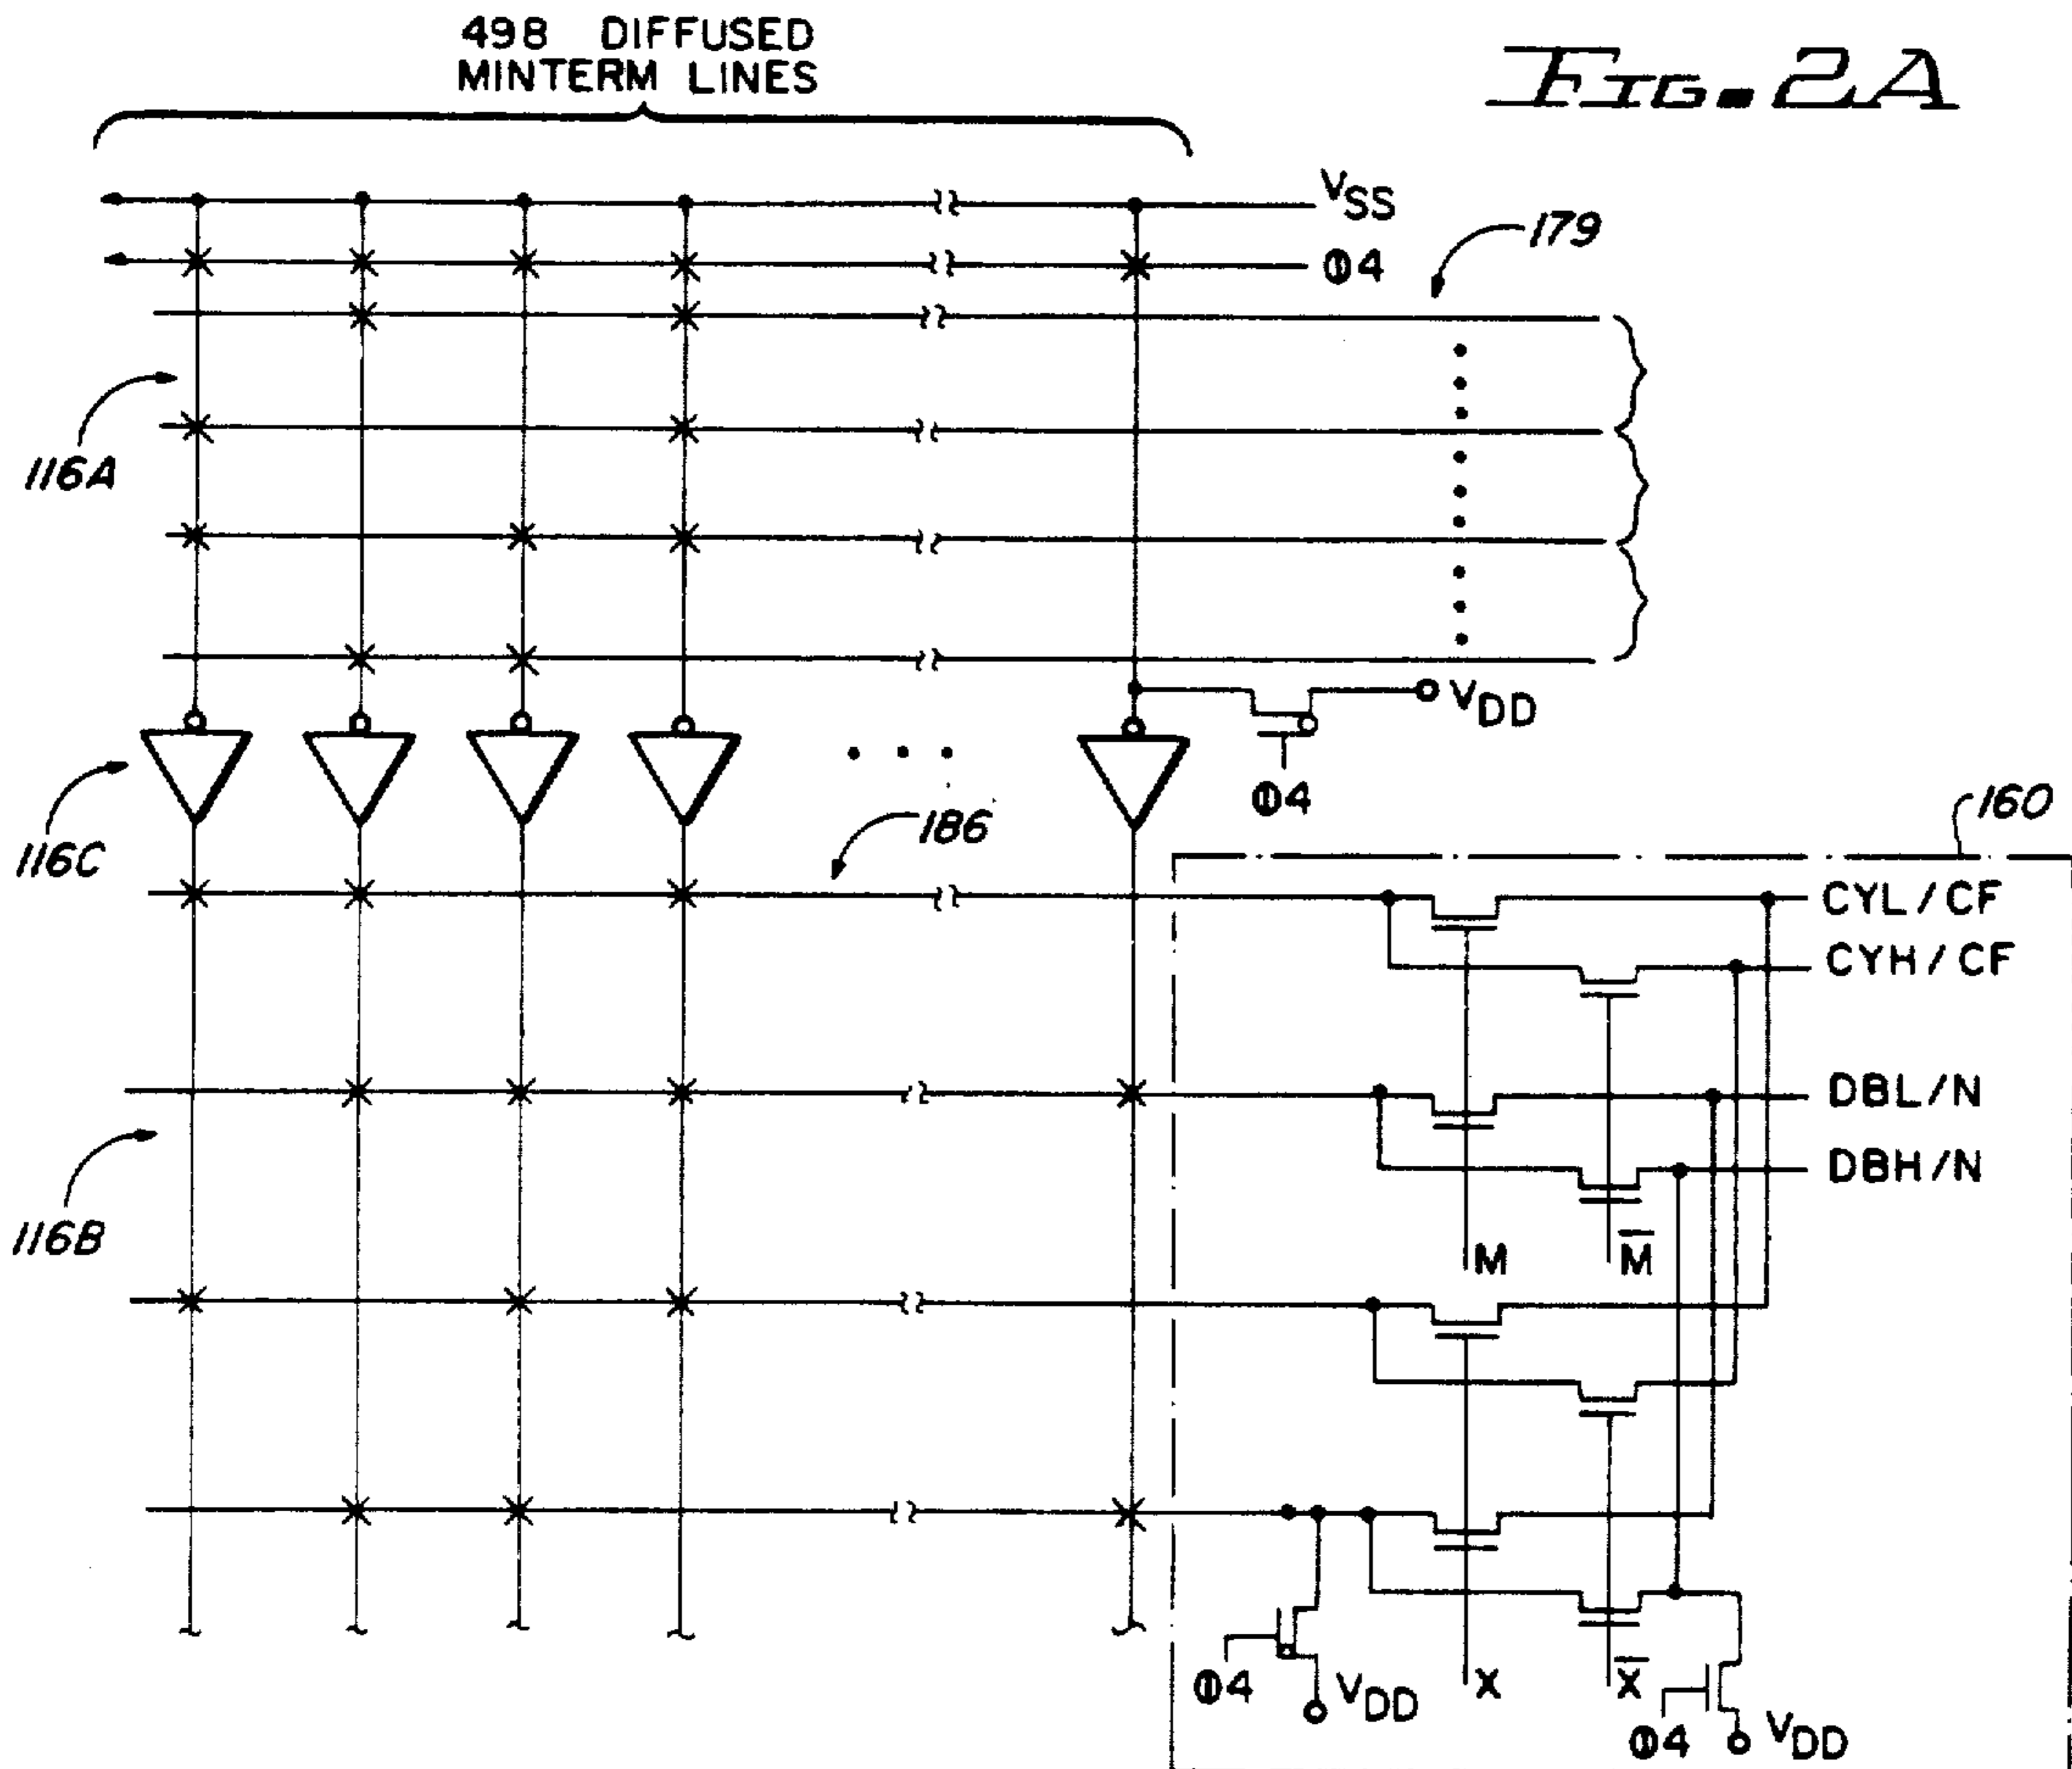 498 DIFFUSED
MINTERM LINES
FIG-2A
VSS
Φ4
179
116A
VDD
Φ4
116C
186
160
CYL/CF
CYH/CF
DBL/N
DBH/N
116B
M
M̅
Φ4
VDD
X
X̅
Φ4
VDD